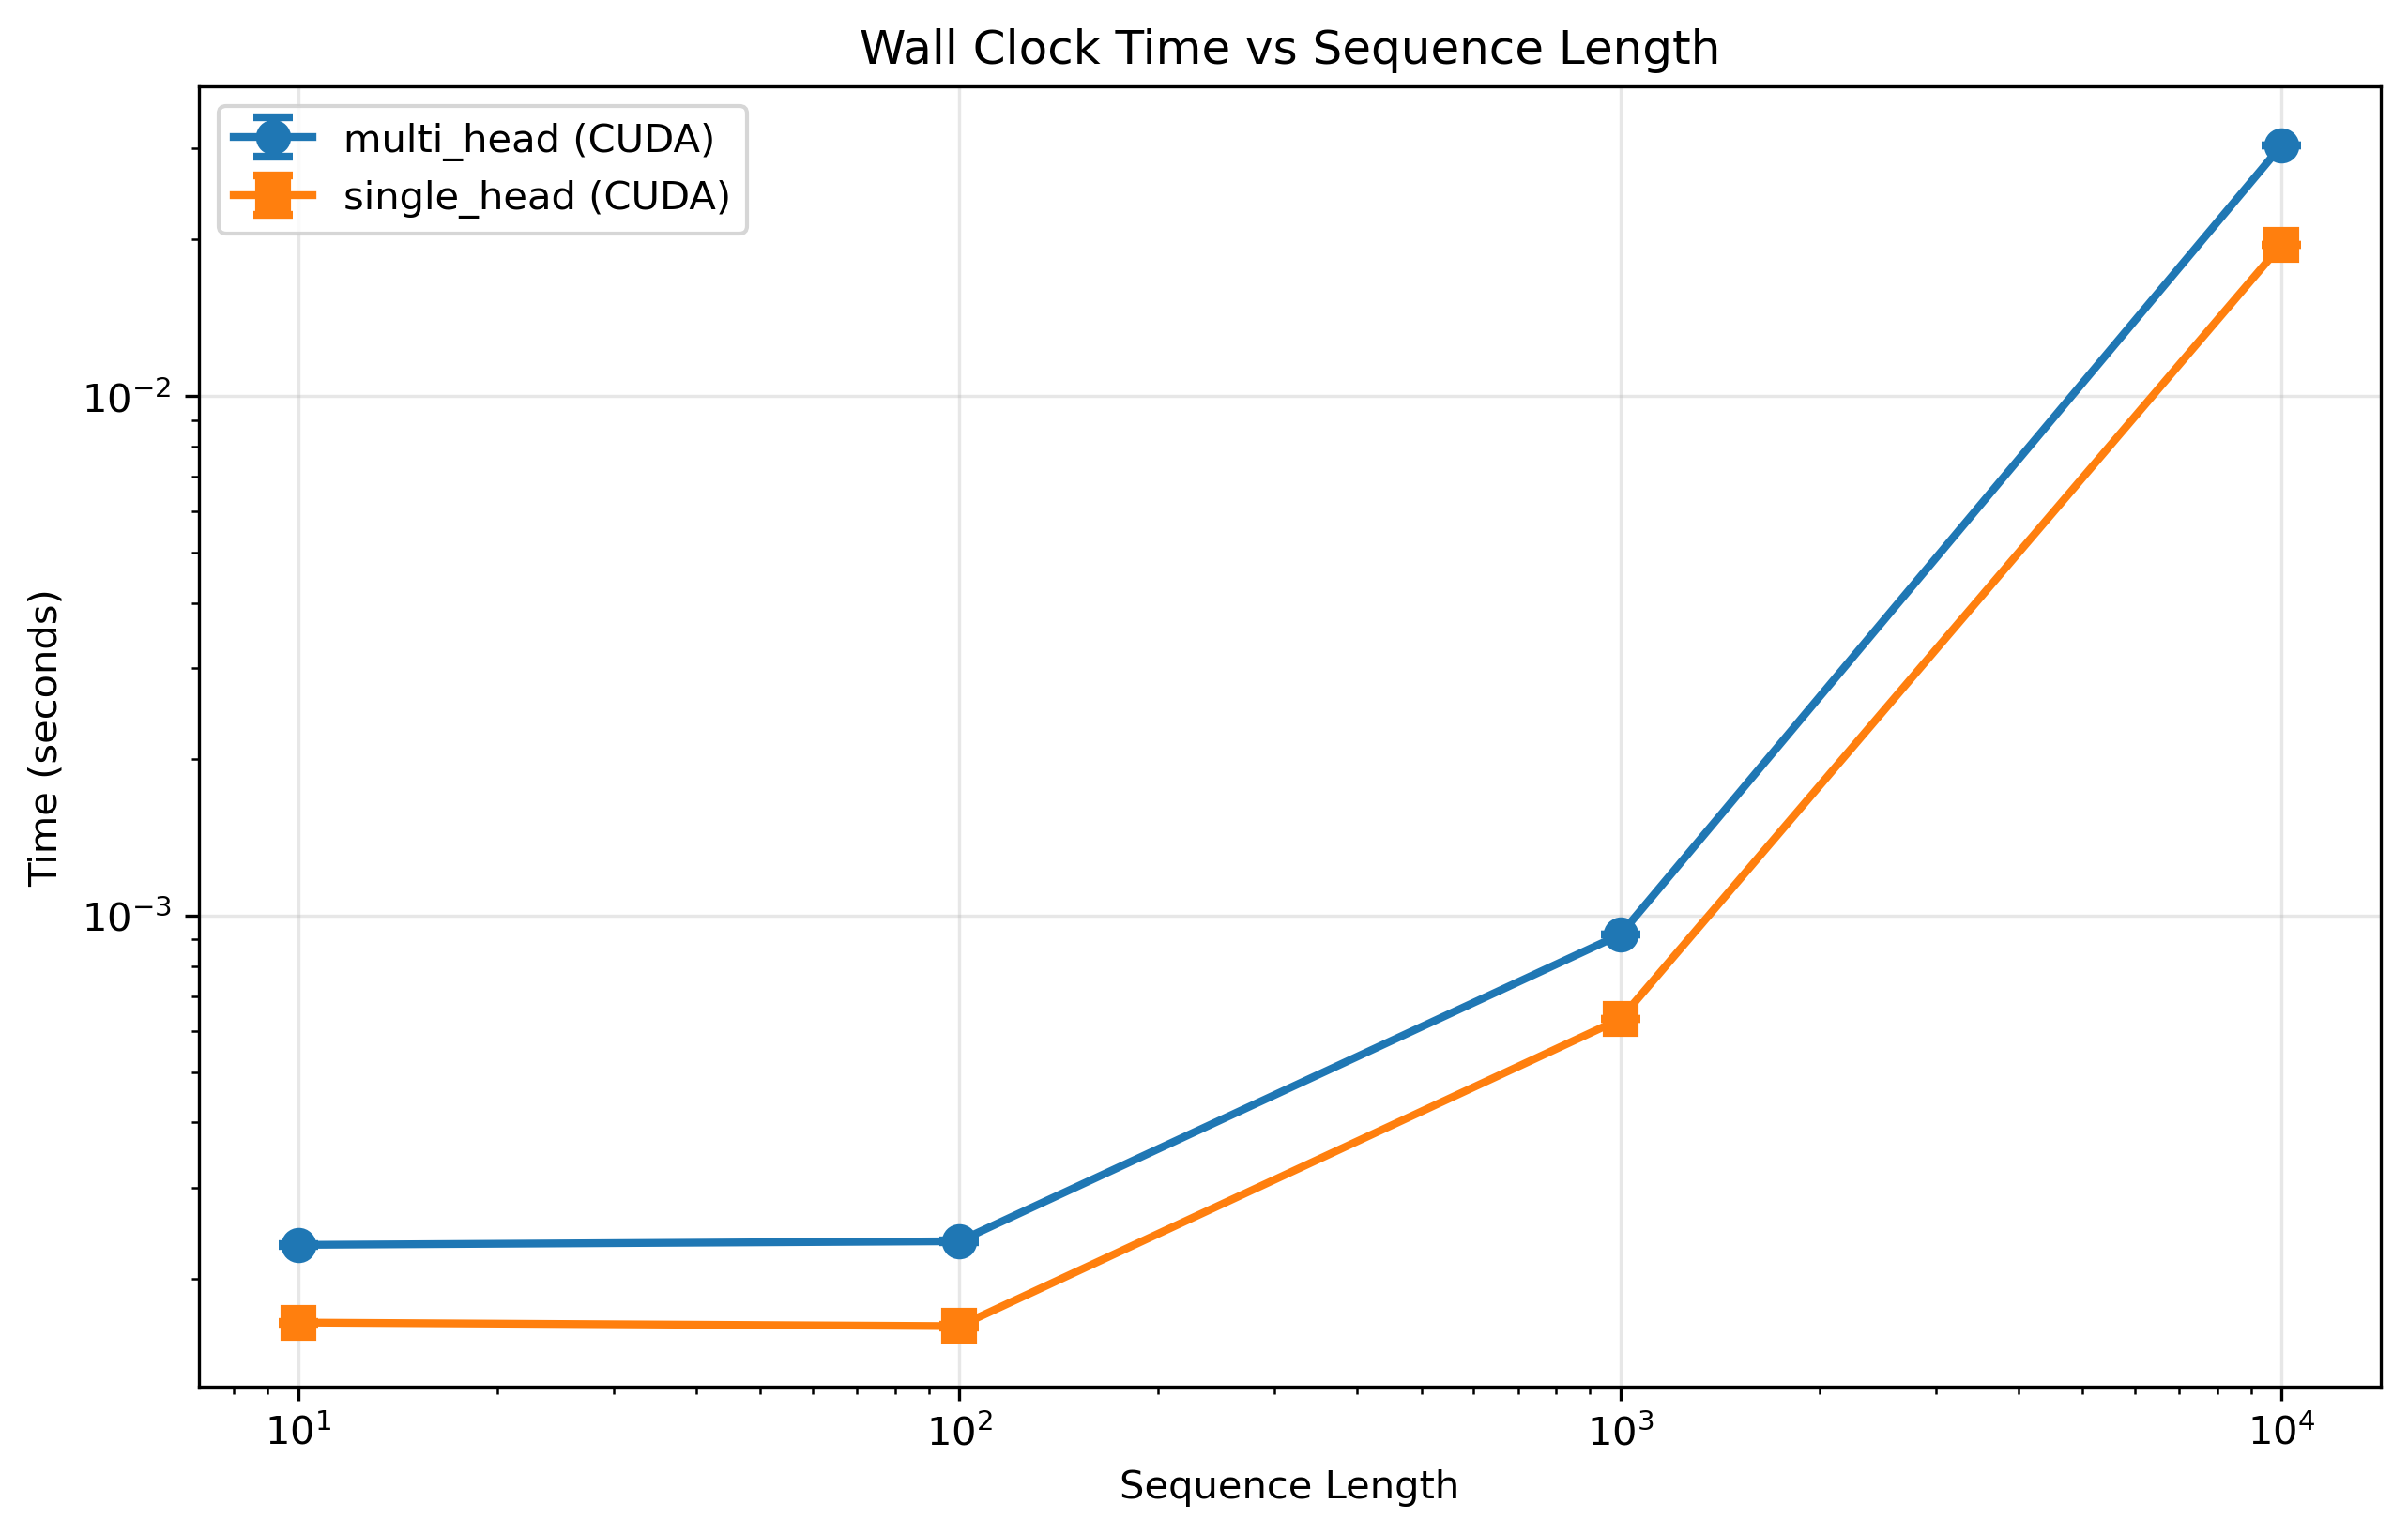 Wall Clock Time vs Sequence Length
multi_head (CUDA)
single_head (CUDA)
Time (seconds)
10⁻²
10⁻³
10¹
10²
10³
10⁴
Sequence Length